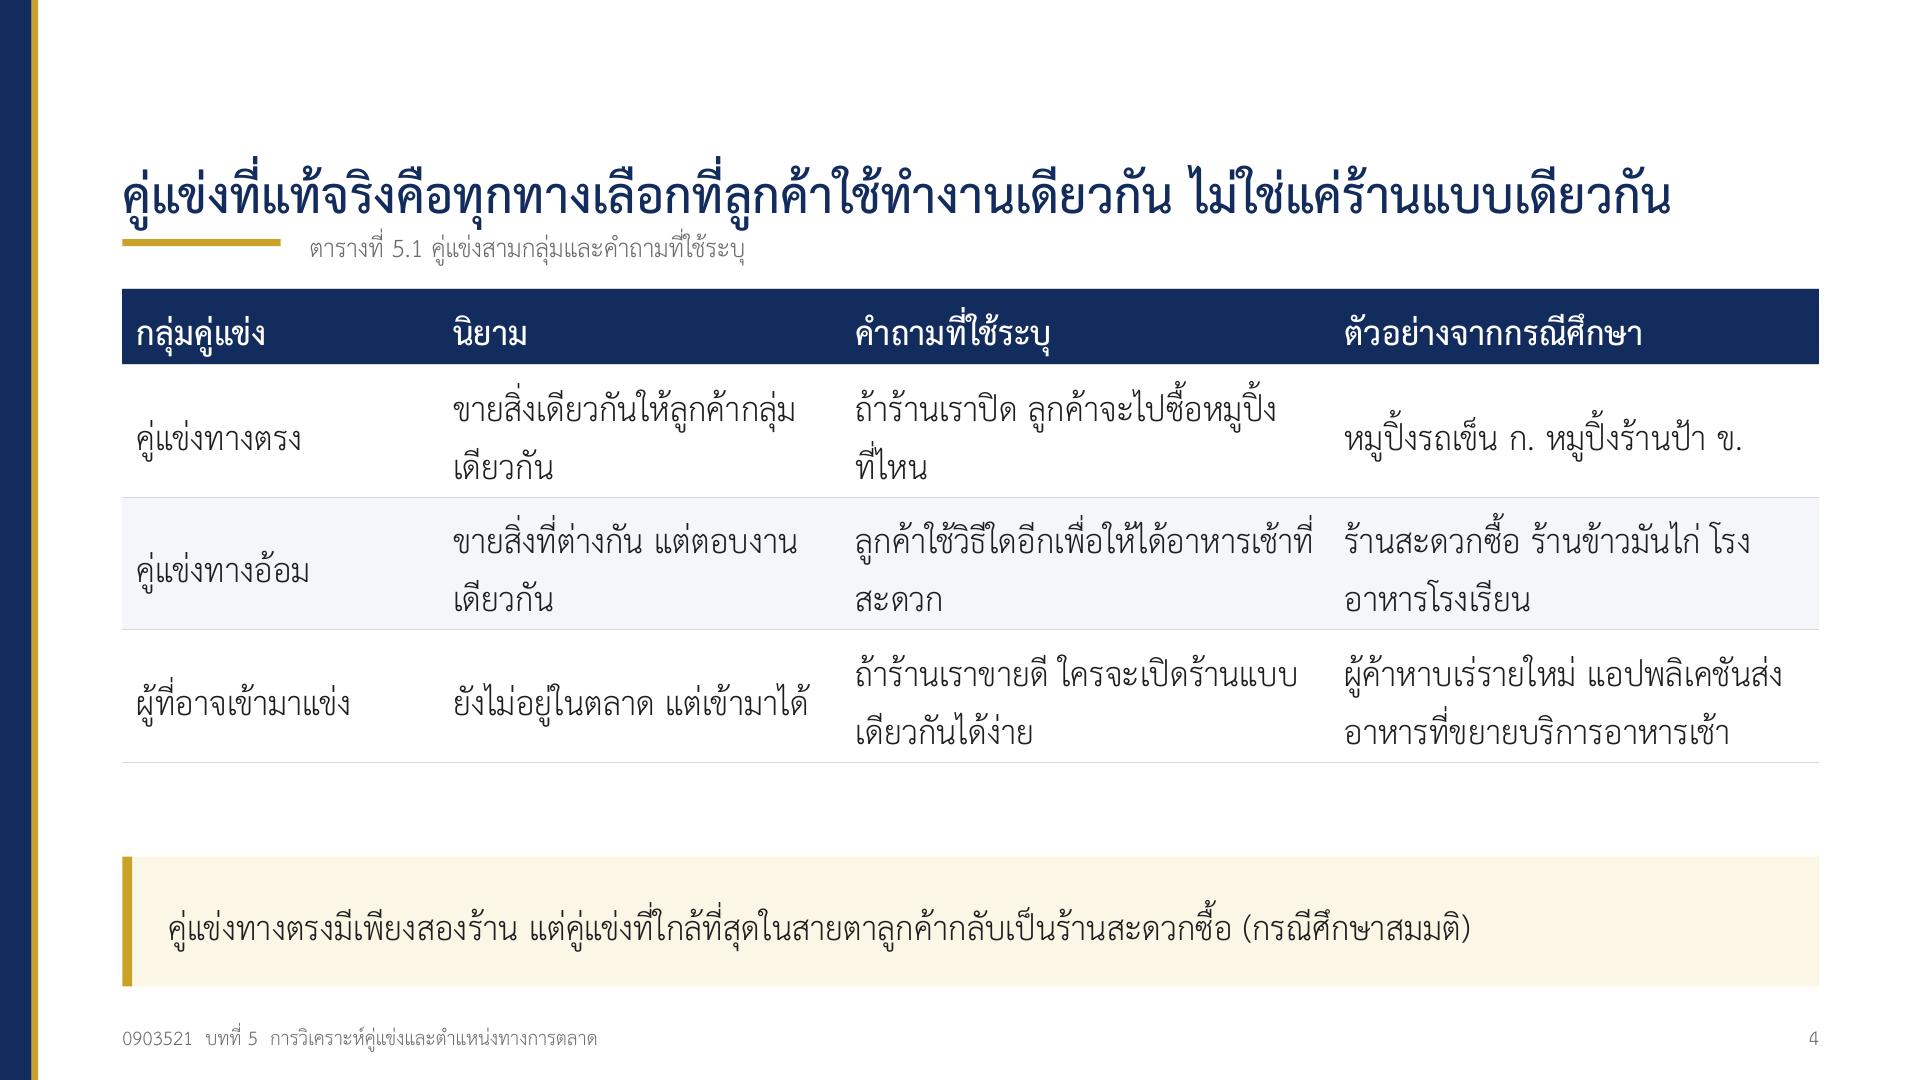 คู่แข่งที่แท้จริงคือทุกทางเลือกที่ลูกค้าใช้ทำงานเดียวกัน ไม่ใช่แค่ร้านแบบเดียวกัน
ตารางที่ 5.1 คู่แข่งสามกลุ่มและคำถามที่ใช้ระบุ
กลุ่มคู่แข่ง นิยาม คำถามที่ใช้ระบุ ตัวอย่างจากกรณีศึกษา
คู่แข่งทางตรง
ขายสิ่งเดียวกันให้ลูกค้ากลุ่ม
เดียวกัน
ถ้าร้านเราปิด ลูกค้าจะไปซื้อหมูปิ้ง
ที่ไหน
หมูปิ้งรถเข็น ก. หมูปิ้งร้านป้า ข.
คู่แข่งทางอ้อม
ขายสิ่งที่ต่างกัน แต่ตอบงาน
เดียวกัน
ลูกค้าใช้วิธีใดอีกเพื่อให้ได้อาหารเช้าที่
สะดวก
ร้านสะดวกซื้อ ร้านข้าวมันไก่ โรง
อาหารโรงเรียน
ผู้ที่อาจเข้ามาแข่ง
ยังไม่อยู่ในตลาด แต่เข้ามาได้
ถ้าร้านเราขายดี ใครจะเปิดร้านแบบ
เดียวกันได้ง่าย
ผู้ค้าหาบเร่รายใหม่ แอปพลิเคชันส่ง
อาหารที่ขยายบริการอาหารเช้า
คู่แข่งทางตรงมีเพียงสองร้าน แต่คู่แข่งที่ใกล้ที่สุดในสายตาลูกค้ากลับเป็นร้านสะดวกซื้อ (กรณีศึกษาสมมติ)
0903521 บทที่ 5 การวิเคราะห์คู่แข่งและตำแหน่งทางการตลาด
4